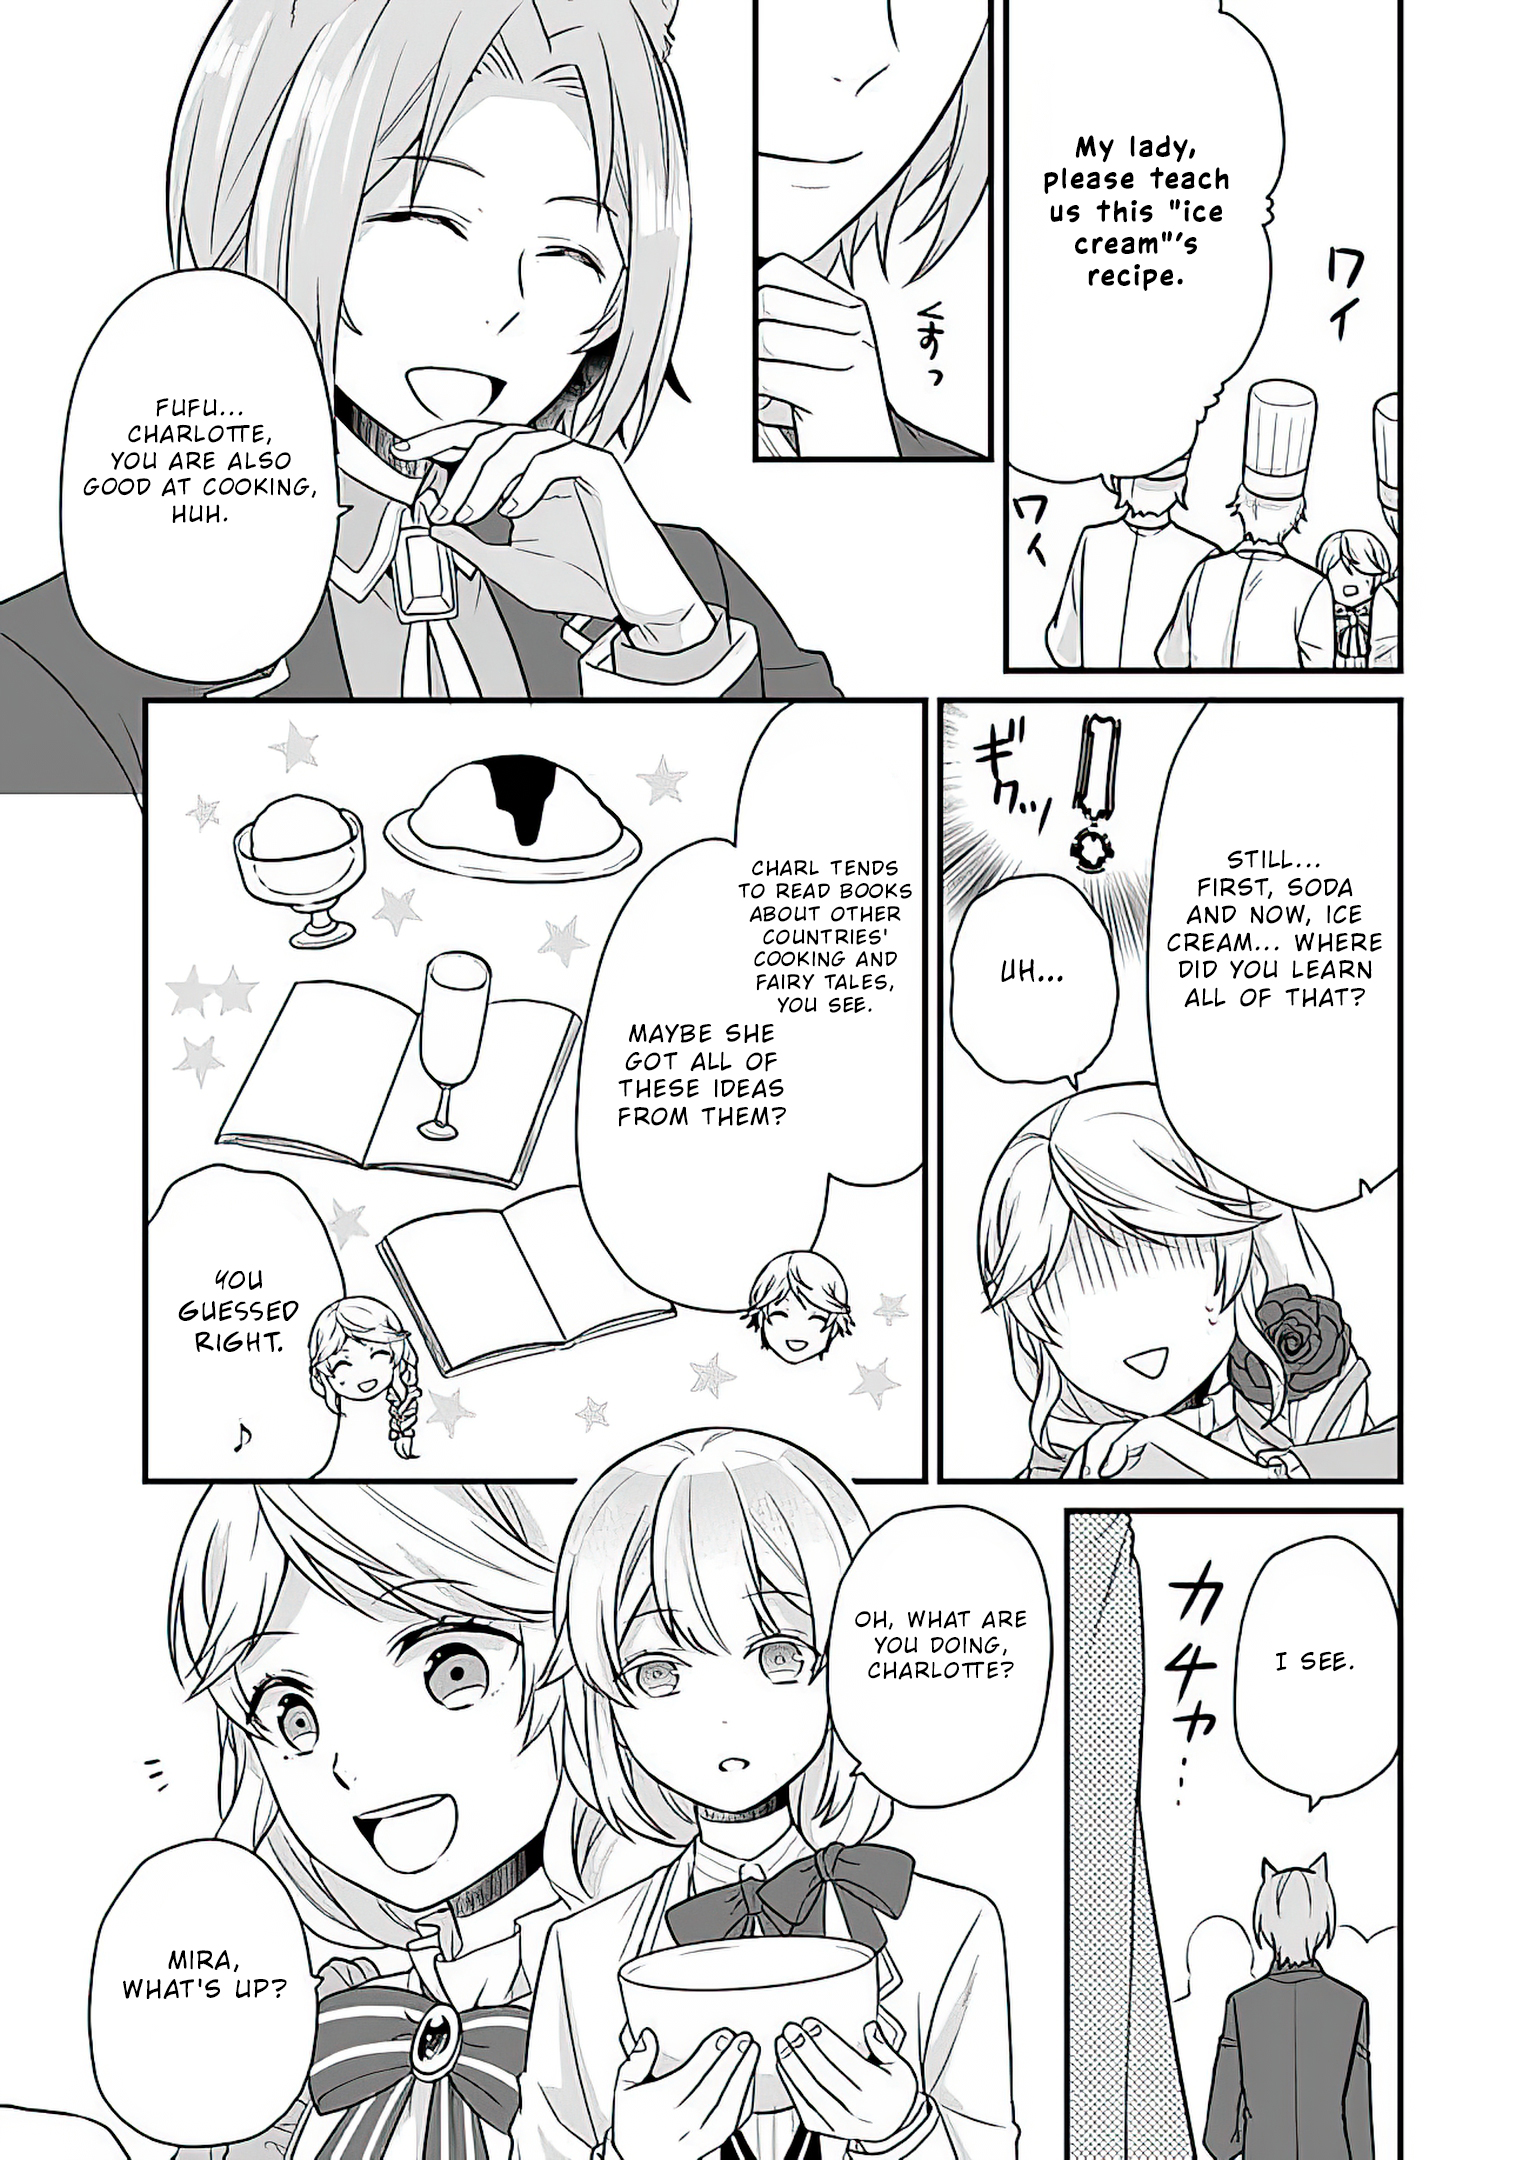 My lady,
please teach
us this "ice
cream"'s
recipe.
ワイ
ワイ
くすっ
FUFU...
CHARLOTTE,
YOU ARE ALSO
GOOD AT COOKING,
HUH.
STILL...
FIRST, SODA
AND NOW, ICE
CREAM... WHERE
DID YOU LEARN
ALL OF THAT?
ギクッ
UH...
CHARL TENDS
TO READ BOOKS
ABOUT OTHER
COUNTRIES'
COOKING AND
FAIRY TALES,
YOU SEE.
MAYBE SHE
GOT ALL OF
THESE IDEAS
FROM THEM?
YOU
GUESSED
RIGHT.
♪
I SEE.
カチャ…
OH, WHAT ARE
YOU DOING,
CHARLOTTE?
MIRA,
WHAT'S UP?